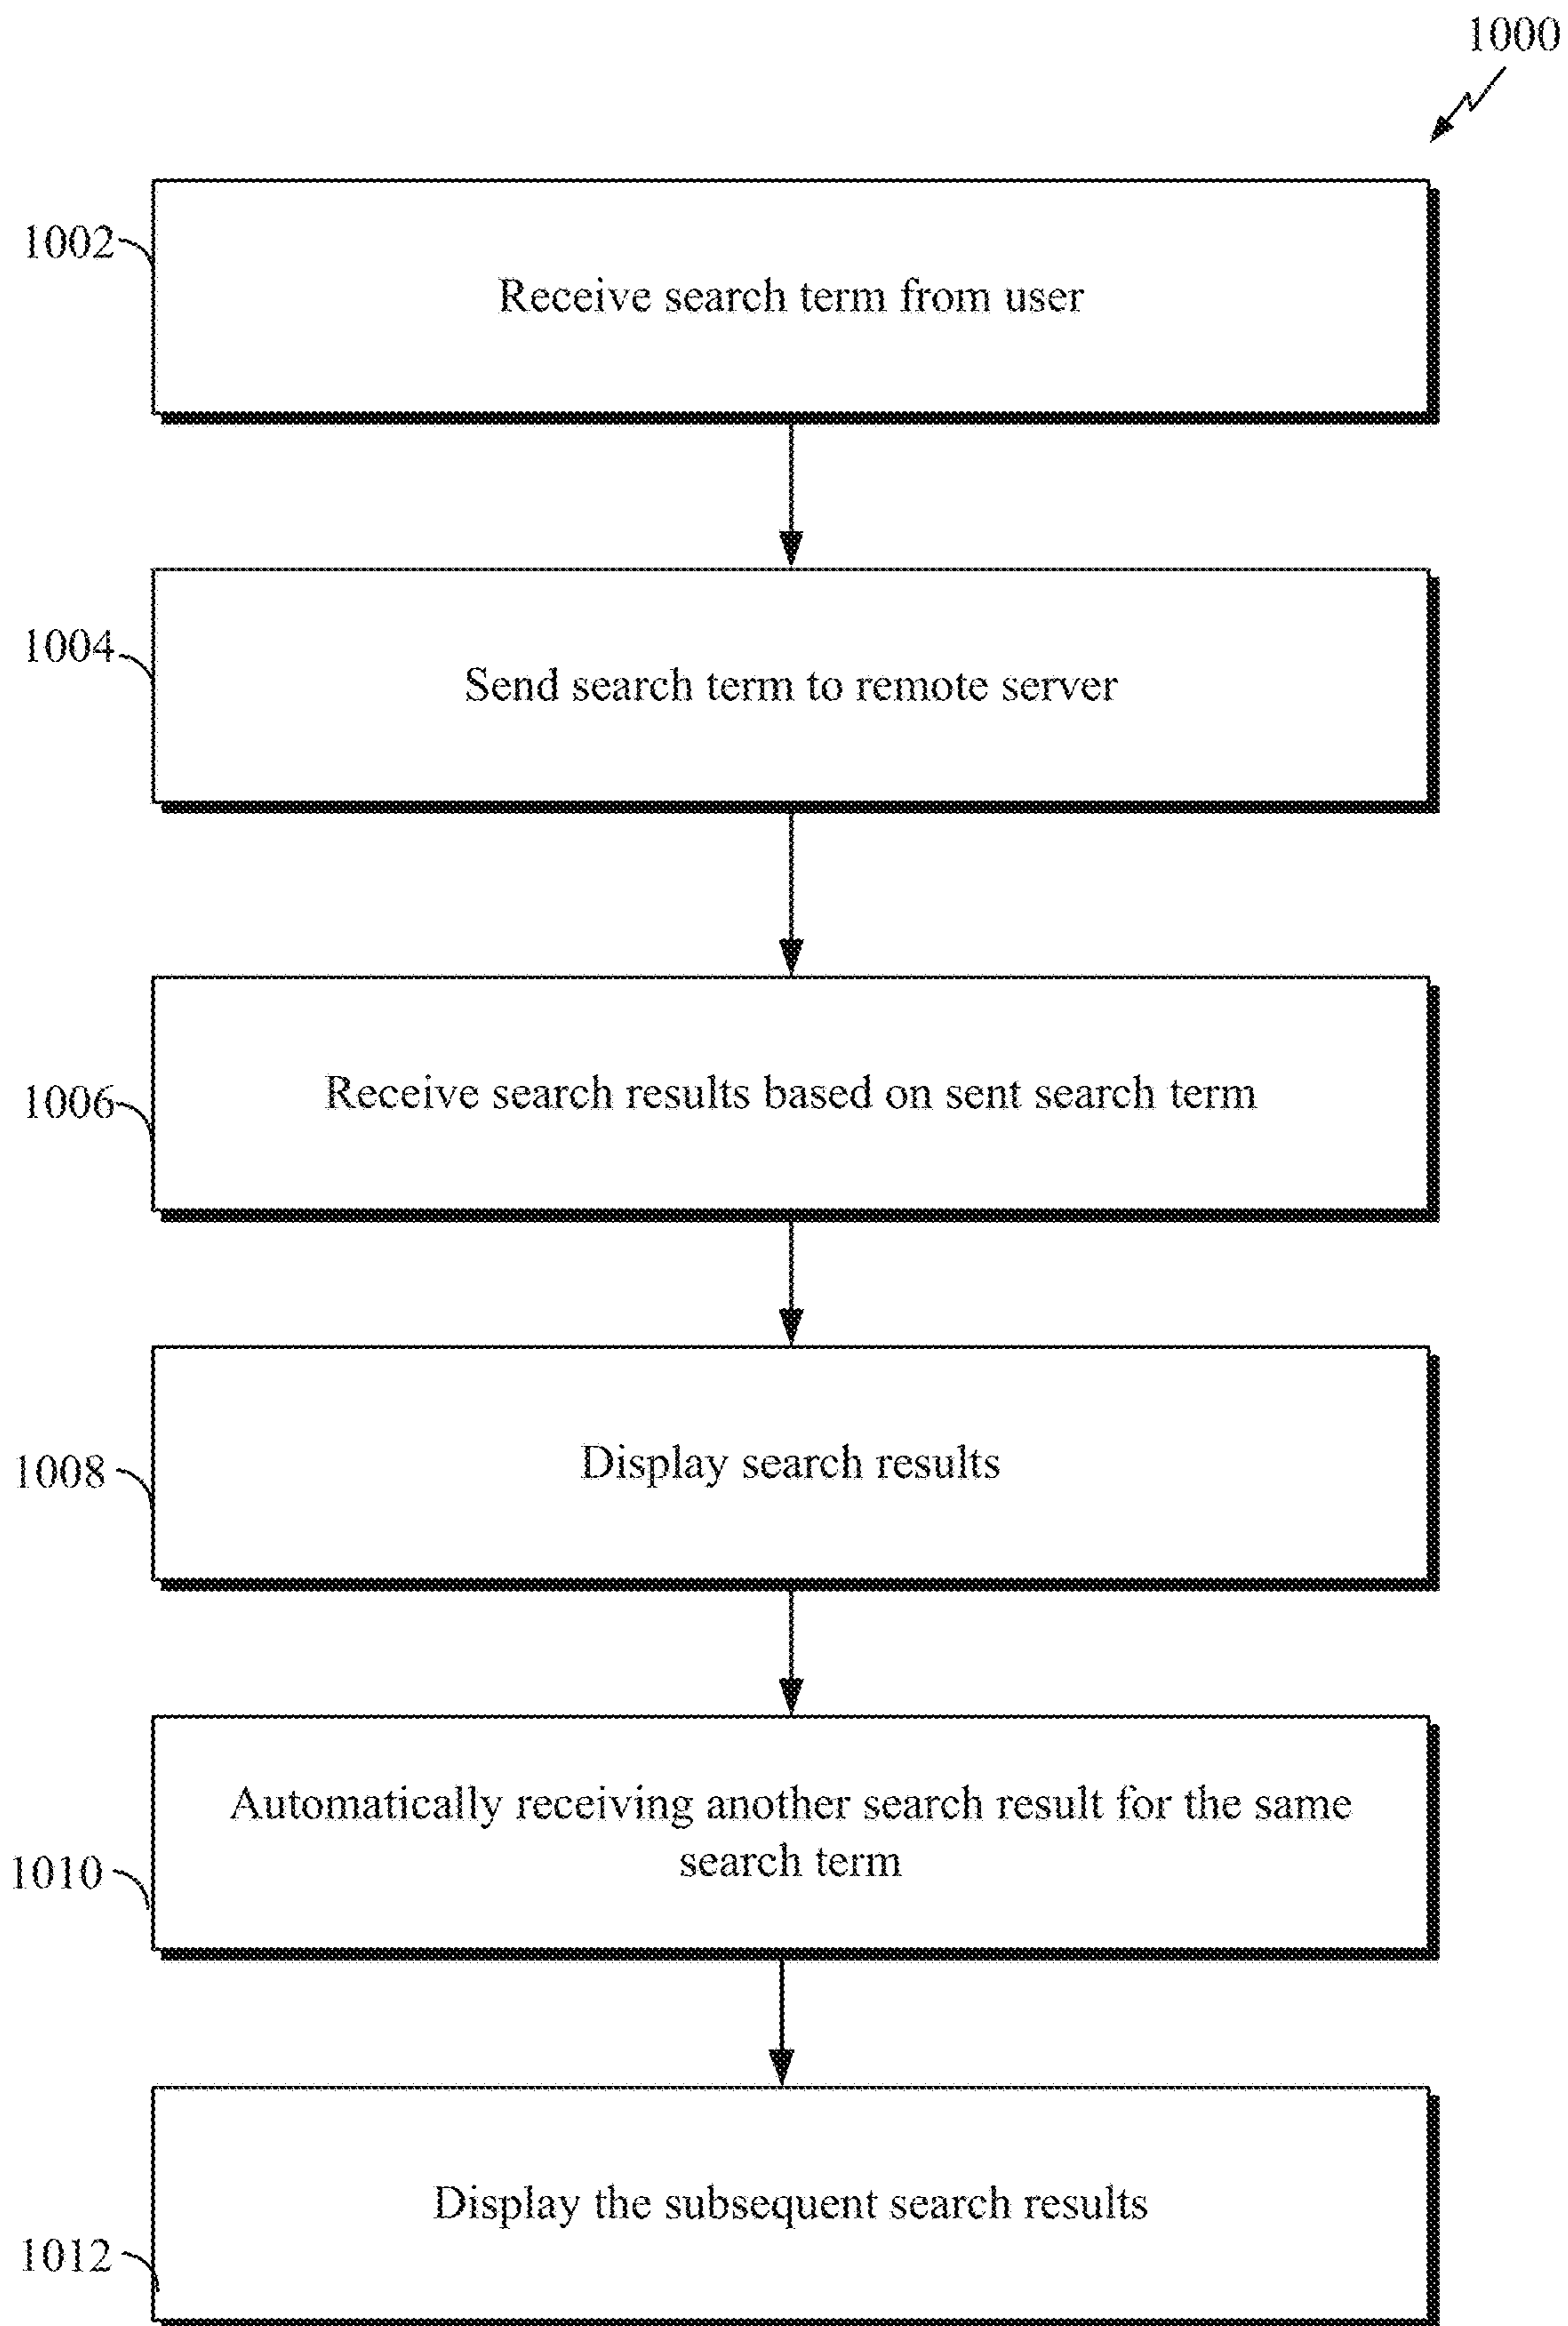 1000
1002
Receive search term from user
1004
Send search term to remote server
1006
Receive search results based on sent search term
1008
Display search results
Automatically receiving another search result for the same
search term
1010
Display the subsequent search results
1012